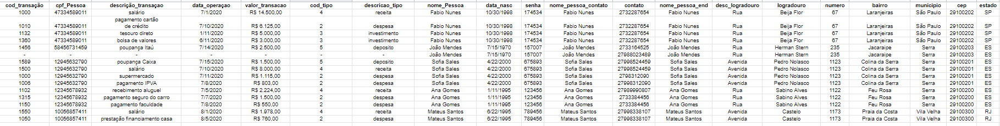 cod_transação cpf_Pessoa descrição_transaçao data_operaçao valor_transacao cod_tipo descricao_tipo nome_Pessoa data_nasc senha nome_pessoa_contato contato nome_pessoa_end desc_logradouro logradouro numero bairro municipio cep estado
1000 47334589011 salário 7/1/2020 R$ 14.500,00 4 receita Fabio Nunes 10/30/1998 174534 Fabio Nunes 2732287654 Fabio Nunes Rua Beija Flor 67 Laranjeiras São Paulo 29100202 SP
pagamento cartão
1010 47334589011 de crédito 7/10/2020 R$ 6.125,00 2 despesa Fabio Nunes 10/30/1998 174534 Fabio Nunes 2732287654 Fabio Nunes Rua Beija Flor 67 Laranjeiras São Paulo 29100202 SP
1132 47334589011 tesouro direto 1/11/2020 R$ 5.000,00 3 investimento Fabio Nunes 10/30/1998 174534 Fabio Nunes 2732287654 Fabio Nunes Rua Beija Flor 67 Laranjeiras São Paulo 29100202 SP
1360 47334589011 bolsa de valores 6/11/2020 R$ 3.000,00 3 investimento Fabio Nunes 10/30/1998 174534 Fabio Nunes 2732287654 Fabio Nunes Rua Beija Flor 67 Laranjeiras São Paulo 29100202 SP
1456 58456731459 poupança Itaú 7/14/2020 R$ 2.500,00 5 deposito João Mendes 7/15/1970 157007 João Mendes 2733164525 João Mendes Rua Herman Stern 235 Jacaraipe Serra 29100203 ES
- - - - - - - João Mendes 7/15/1970 157007 João Mendes 27988023489 João Mendes Rua Herman Stern 235 Jacaraipe Serra 29100203 ES
1589 12945632790 poupança Caixa 7/15/2020 R$ 1.500,00 5 deposito Sofia Sales 4/22/2000 675893 Sofia Sales 27998524459 Sofia Sales Avenida Pedro Nolasco 1123 Colina da Serra Serra 29100201 ES
1500 12945632790 salário 7/10/2020 R$ 8.000,00 4 receita Sofia Sales 4/22/2000 675893 Sofia Sales 27998524459 Sofia Sales Avenida Pedro Nolasco 1123 Colina da Serra Serra 29100201 ES
1000 12945632790 supermercado 7/11/2020 R$ 1.115,00 2 despesa Sofia Sales 4/22/2000 675893 Sofia Sales 2798312090 Sofia Sales Avenida Pedro Nolasco 1123 Colina da Serra Serra 29100201 ES
1006 12945632790 pagamento IPVA 7/8/2020 R$ 803,00 2 despesa Sofia Sales 4/22/2000 675893 Sofia Sales 27998312090 Sofia Sales Avenida Pedro Nolasco 1123 Colina da Serra Serra 29100201 ES
1102 12345678932 recebimento aluguel 7/5/2020 R$ 2.224,00 4 receita Ana Gomes 1/11/1995 123456 Ana Gomes 27989990807 Ana Gomes Rua Sabino Alves 1122 Feu Rosa Serra 29100200 ES
1315 12345678932 pagamento seguro do carro 7/7/2020 R$ 1.500,00 2 despesa Ana Gomes 1/11/1995 123456 Ana Gomes 2733384456 Ana Gomes Rua Sabino Alves 1122 Feu Rosa Serra 29100200 ES
1150 12345678932 pagamento faculdade 7/8/2020 R$ 550,00 2 despesa Ana Gomes 1/11/1995 123456 Ana Gomes 2733384456 Ana Gomes Rua Sabino Alves 1122 Feu Rosa Serra 29100200 ES
1550 10056857411 salário 8/1/2020 R$ 1.978,00 4 receita Mateus Santos 6/22/1995 789456 Mateus Santos 27998338107 Mateus Santos Avenida Castelo 1173 Praia da Costa Vila Velha 29100300 RJ
1050 10056857411 prestação financiamento casa 8/5/2020 R$ 760,00 2 despesa Mateus Santos 6/22/1995 789456 Mateus Santos 27998338107 Mateus Santos Avenida Castelo 1173 Praia da Costa Vila Velha 29100300 RJ